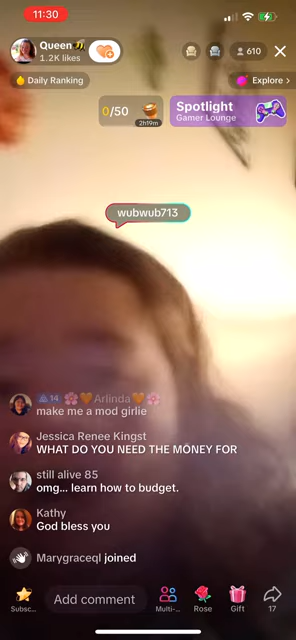 11:30
Queen 🐝
1.2K likes
610
Daily Ranking
Explore >
0/50
2h19m
Spotlight
Gamer Lounge
wubwub713
14 🌸🧡Arlinda🧡🌸
make me a mod girlie
Jessica Renee Kingst
WHAT DO YOU NEED THE MONEY FOR
still alive 85
omg... learn how to budget.
Kathy
God bless you
Marygraceql joined
Subsc...
Add comment
Multi-...
Rose
Gift
17